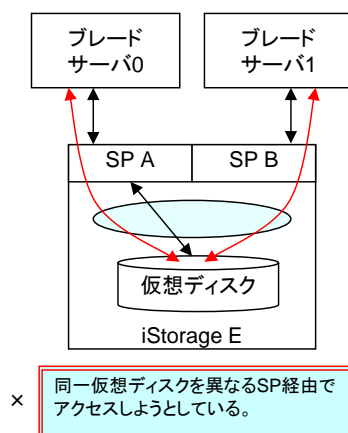 ブレード
サーバ0
ブレード
サーバ1
SP A
SP B
仮想ディスク
iStorage E
×
同一仮想ディスクを異なるSP経由で
アクセスしようとしている。